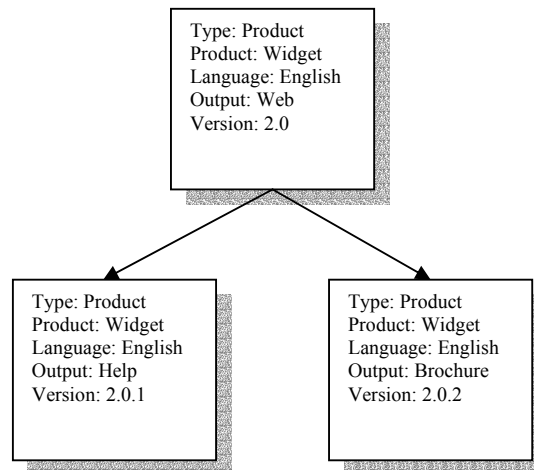 Type: Product
Product: Widget
Language: English
Output: Web
Version: 2.0
Type: Product
Product: Widget
Language: English
Output: Help
Version: 2.0.1
Type: Product
Product: Widget
Language: English
Output: Brochure
Version: 2.0.2